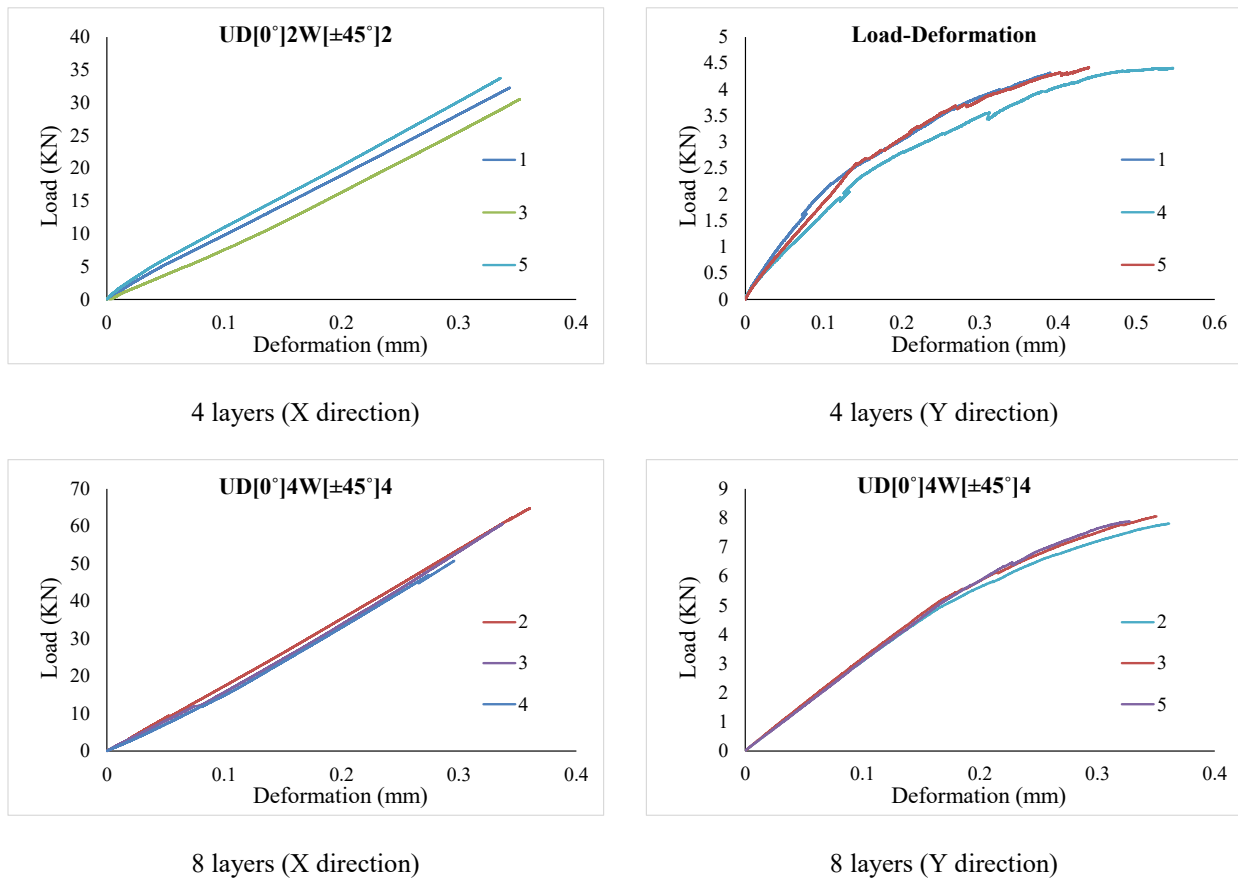 UD[0˚]2W[±45˚]2
40
35
30
25
20
15
10
5
0
Load (KN)
1
3
5
0 0.1 0.2 0.3 0.4
Deformation (mm)
4 layers (X direction)
Load-Deformation
5
4.5
4
3.5
3
2.5
2
1.5
1
0.5
0
Load (KN)
1
4
5
0 0.1 0.2 0.3 0.4 0.5 0.6
Deformation (mm)
4 layers (Y direction)
UD[0˚]4W[±45˚]4
70
60
50
40
30
20
10
0
Load (KN)
2
3
4
0 0.1 0.2 0.3 0.4
Deformation (mm)
8 layers (X direction)
UD[0˚]4W[±45˚]4
9
8
7
6
5
4
3
2
1
0
Load (KN)
2
3
5
0 0.1 0.2 0.3 0.4
Deformation (mm)
8 layers (Y direction)